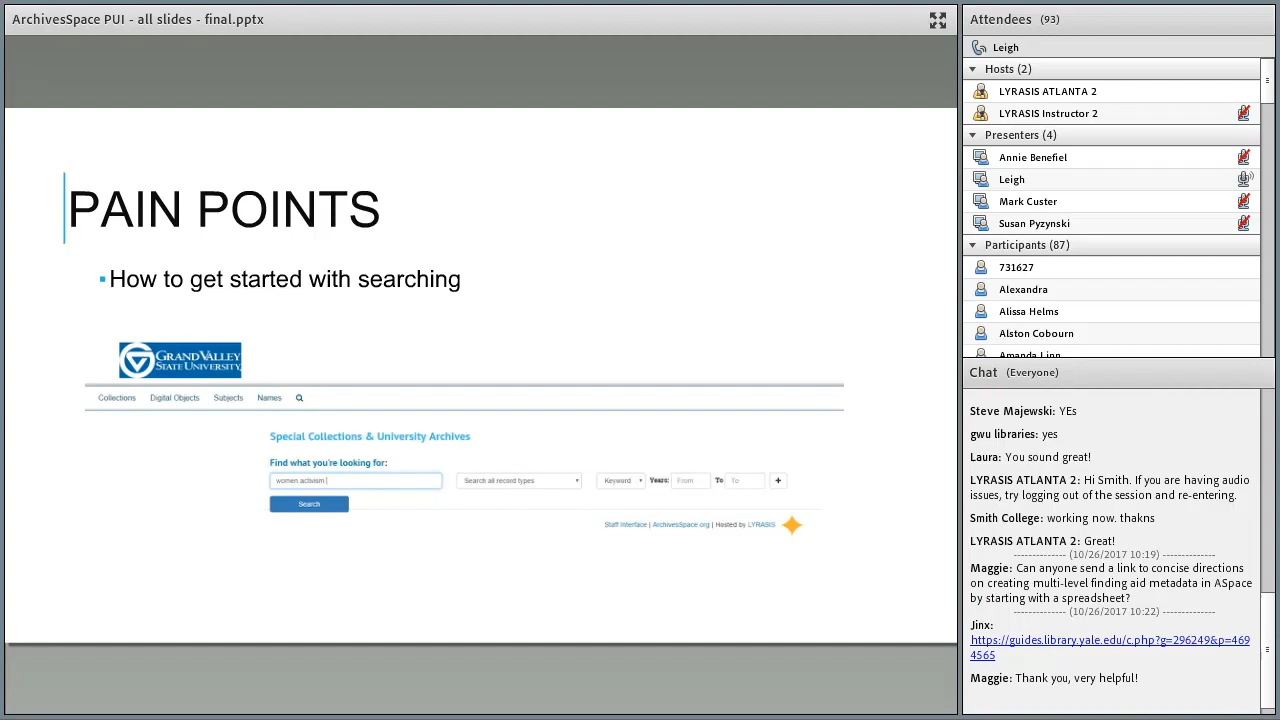 ArchivesSpace PUI - all slides - final.pptx
PAIN POINTS
How to get started with searching
GRAND VALLEY
STATE UNIVERSITY
Collections Digital Objects Subjects Names
Special Collections & University Archives
Find what you're looking for:
women activism Search all record types Keyword Years: From To To +
Search
Staff Interface | ArchivesSpace.org | Hosted by LYRASIS
Attendees (93)
Leigh
Hosts (2)
LYRASIS ATLANTA 2
LYRASIS Instructor 2
Presenters (4)
Annie Benefiel
Leigh
Mark Custer
Susan Pyzynski
Participants (87)
731627
Alexandra
Alissa Helms
Alston Cobourn
Amanda Linn
Chat (Everyone)
Steve Majewski: YEs
gwu libraries: yes
Laura: You sound great!
LYRASIS ATLANTA 2: Hi, Smith. If you are having audio
issues, try logging out of the session and re-entering.
Smith College: working now, thakns
LYRASIS ATLANTA 2: Great!
------------- (10/26/2017 10:19) -------------
Maggie: Can anyone send a link to concise directions
on creating multi-level finding aid metadata in ASpace
by starting with a spreadsheet?
------------- (10/26/2017 10:22) -------------
Jinx:
https://guides.library.yale.edu/c.php?g=296249&p=469
4565
Maggie: Thank you, very helpful!